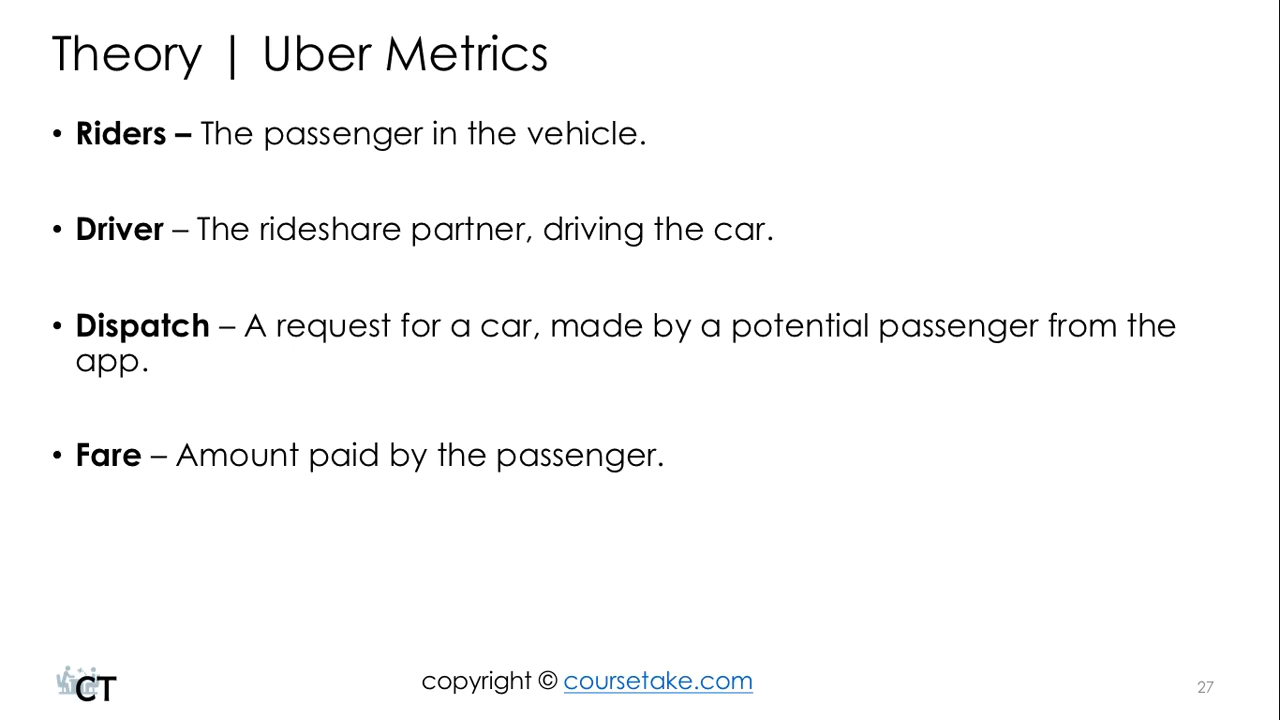 Theory | Uber Metrics
• Riders – The passenger in the vehicle.
• Driver – The rideshare partner, driving the car.
• Dispatch – A request for a car, made by a potential passenger from the
app.
• Fare – Amount paid by the passenger.
CT
copyright © coursetake.com
27